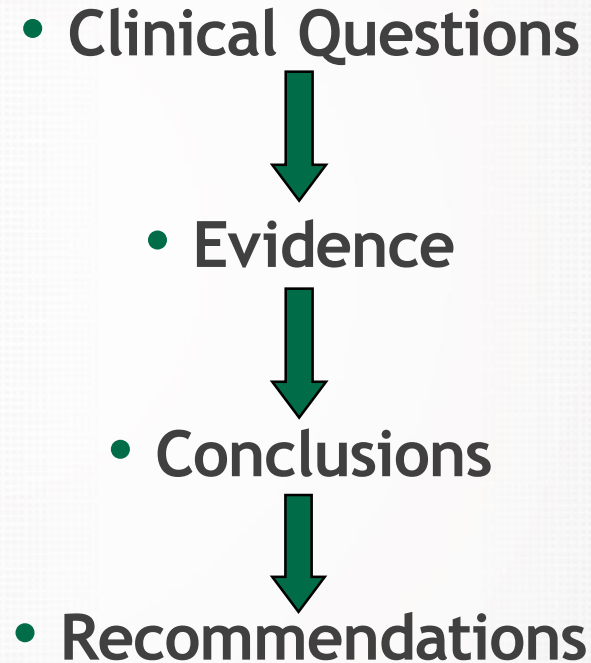 • Clinical Questions
• Evidence
• Conclusions
• Recommendations